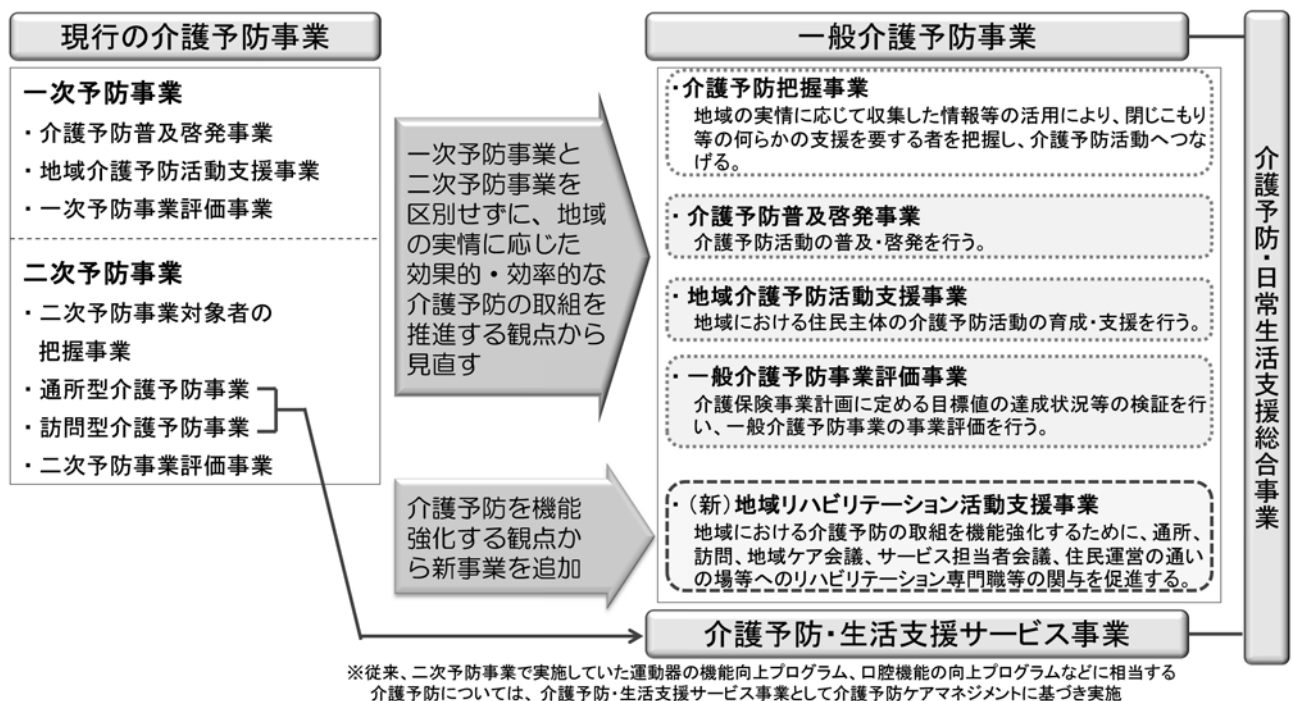 現行の介護予防事業
一次予防事業
・介護予防普及啓発事業
・地域介護予防活動支援事業
・一次予防事業評価事業
二次予防事業
・二次予防事業対象者の
把握事業
・通所型介護予防事業
・訪問型介護予防事業
・二次予防事業評価事業
一次予防事業と
二次予防事業を
区別せずに、地域
の実情に応じた
効果的・効率的な
介護予防の取組を
推進する観点から
見直す
介護予防を機能
強化する観点か
ら新事業を追加
一般介護予防事業
・介護予防把握事業
地域の実情に応じて収集した情報等の活用により、閉じこもり
等の何らかの支援を要する者を把握し、介護予防活動へつな
げる。
・介護予防普及啓発事業
介護予防活動の普及・啓発を行う。
・地域介護予防活動支援事業
地域における住民主体の介護予防活動の育成・支援を行う。
・一般介護予防事業評価事業
介護保険事業計画に定める目標値の達成状況等の検証を行
い、一般介護予防事業の事業評価を行う。
・（新）地域リハビリテーション活動支援事業
地域における介護予防の取組を機能強化するために、通所、
訪問、地域ケア会議、サービス担当者会議、住民運営の通い
の場等へのリハビリテーション専門職等の関与を促進する。
介護予防・生活支援サービス事業
介護予防・日常生活支援総合事業
※従来、二次予防事業で実施していた運動器の機能向上プログラム、口腔機能の向上プログラムなどに相当する
介護予防については、介護予防・生活支援サービス事業として介護予防ケアマネジメントに基づき実施